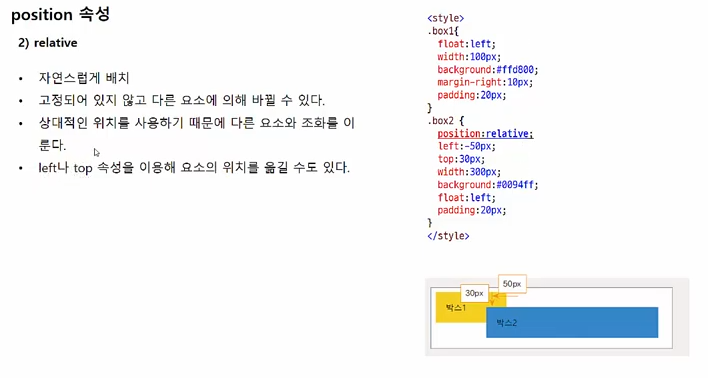 position 속성
2) relative
• 자연스럽게 배치
• 고정되어 있지 않고 다른 요소에 의해 바뀔 수 있다.
• 상대적인 위치를 사용하기 때문에 다른 요소와 조화를 이
룬다.
• left나 top 속성을 이용해 요소의 위치를 옮길 수도 있다.
<style>
.box1{
float:left;
width:100px;
background:#ffd800;
margin-right:10px;
padding:20px;
}
.box2 {
position:relative;
left:-50px;
top:30px;
width:300px;
background:#0094ff;
float:left;
padding:20px;
}
</style>
50px
30px
박스1
박스2